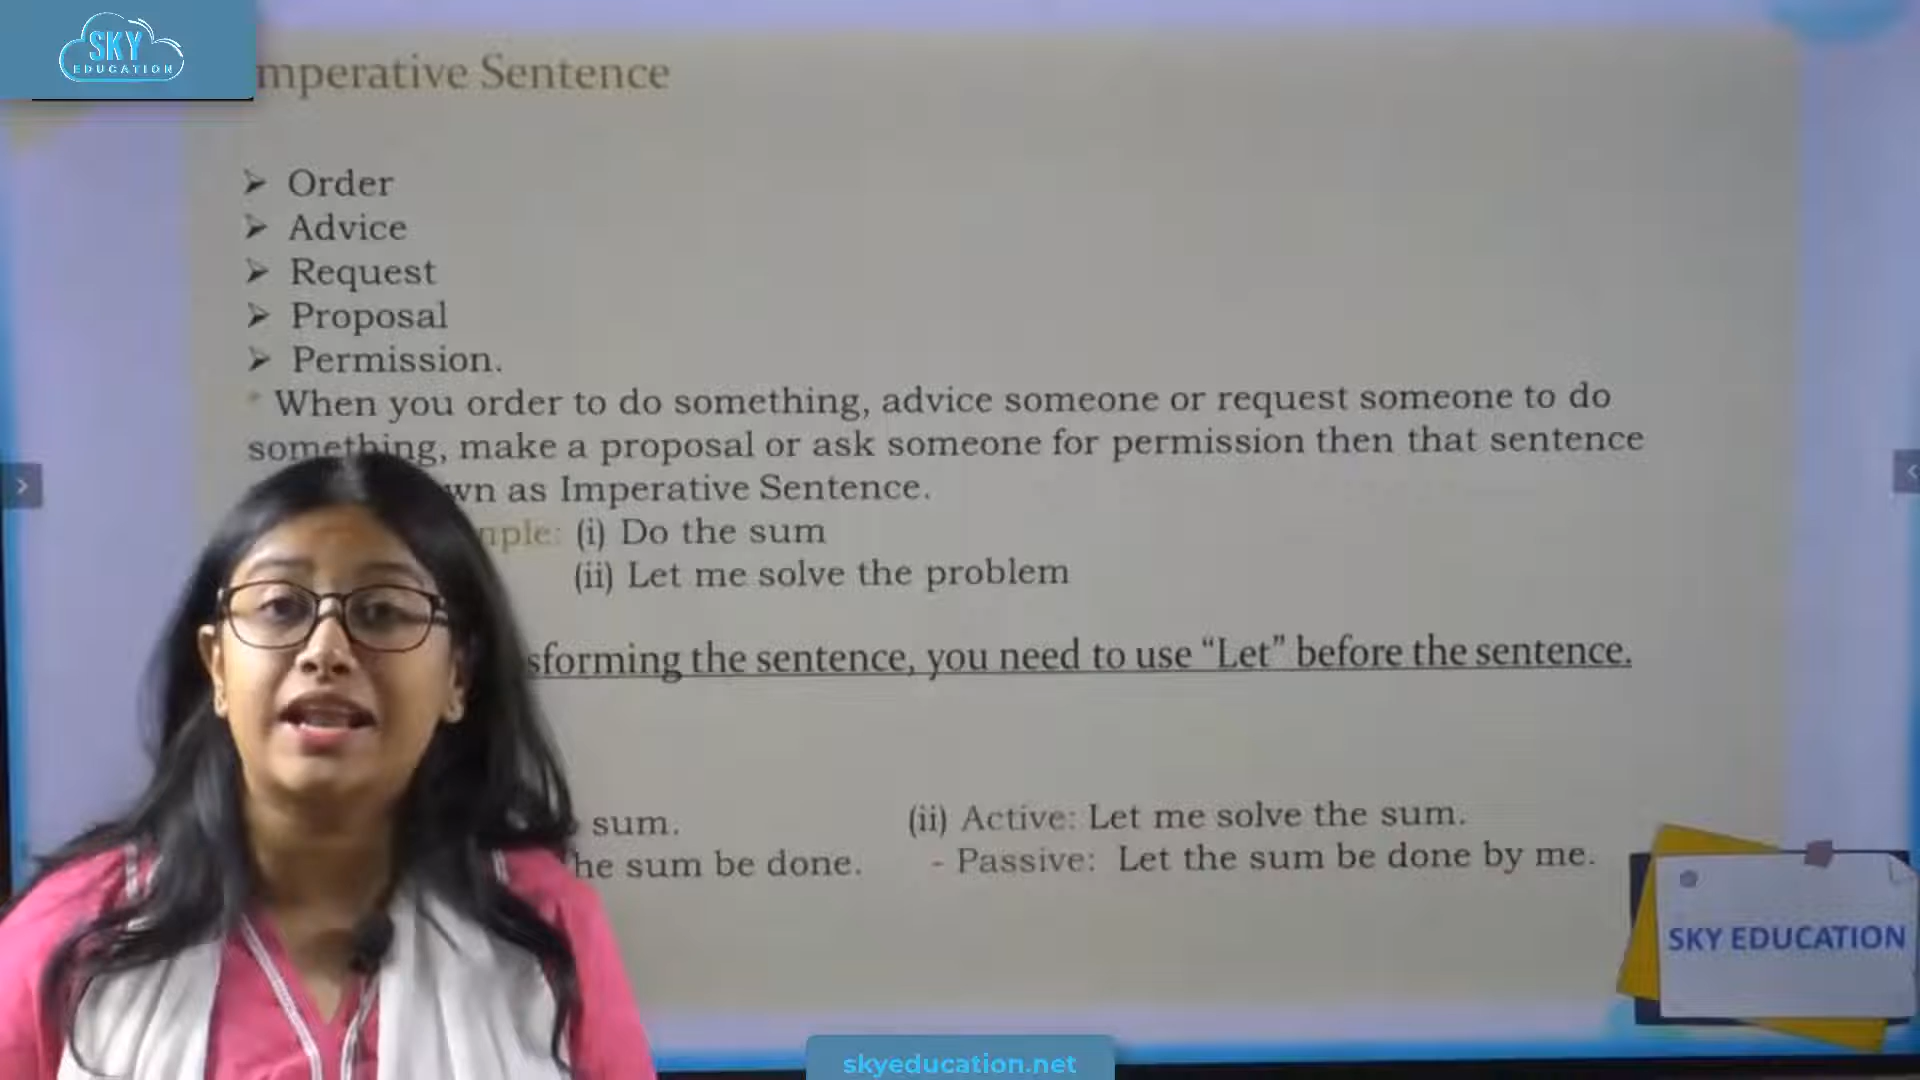 SKY
EDUCATION
mperative Sentence
➢ Order
➢ Advice
➢ Request
➢ Proposal
➢ Permission.
* When you order to do something, advice someone or request someone to do
something, make a proposal or ask someone for permission then that sentence
wn as Imperative Sentence.
mple: (i) Do the sum
(ii) Let me solve the problem
sforming the sentence, you need to use “Let” before the sentence.
sum. (ii) Active: Let me solve the sum.
he sum be done. - Passive: Let the sum be done by me.
SKY EDUCATION
skyeducation.net